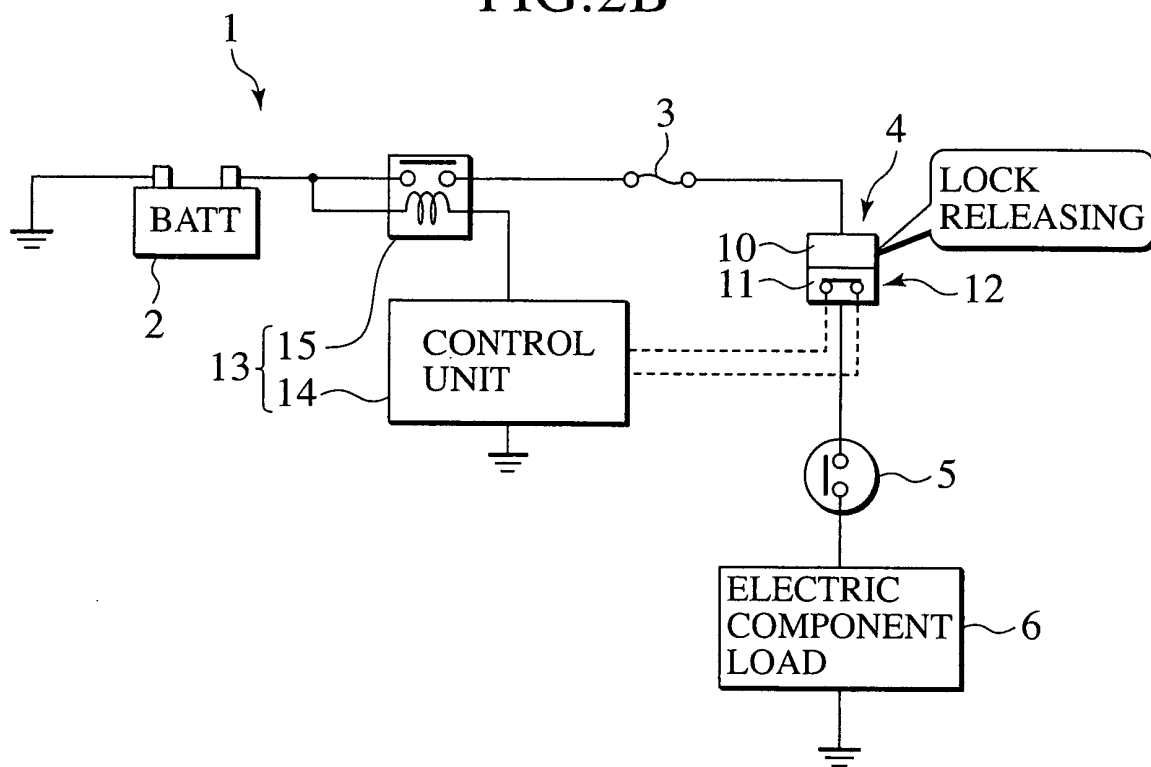 FIG.2B
1
3
4
LOCK
RELEASING
BATT
10
11
12
2
13 { 15
14
CONTROL
UNIT
5
ELECTRIC
COMPONENT
LOAD
6